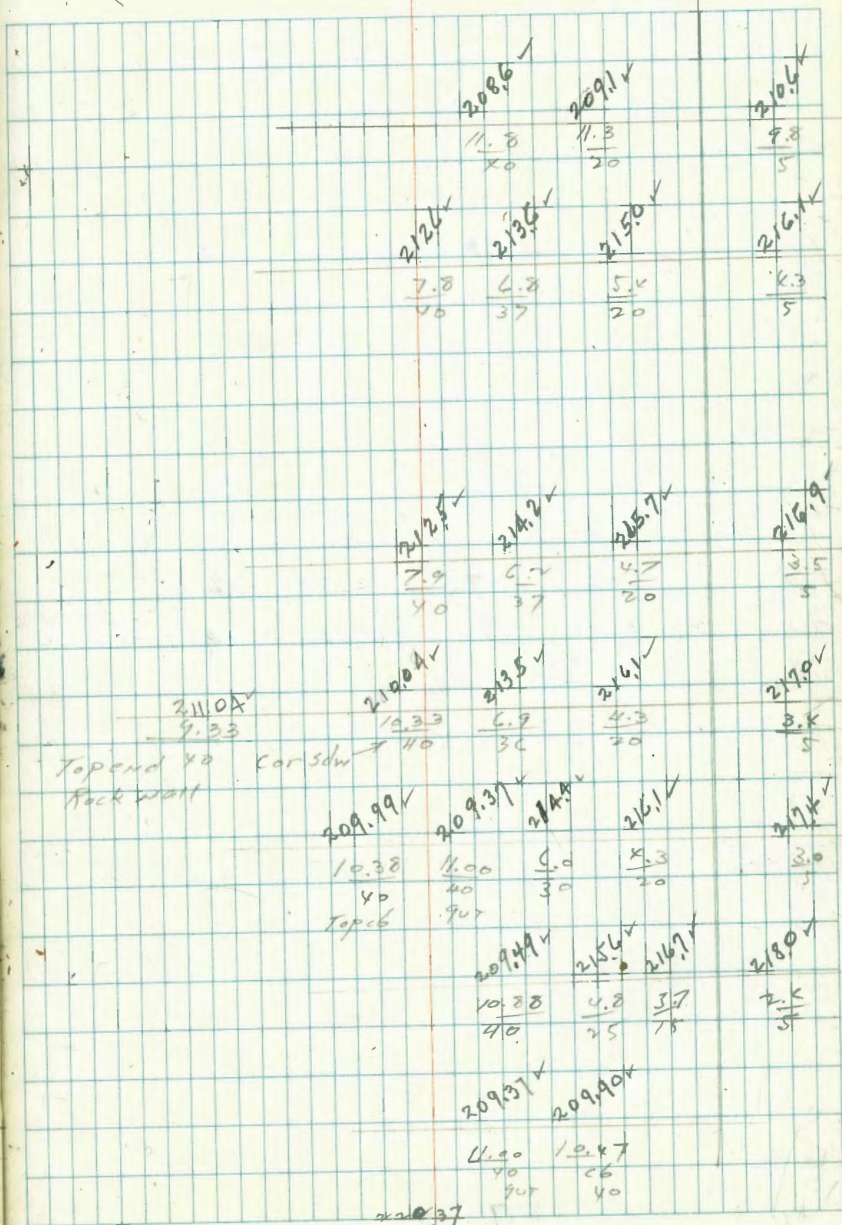 208.6✓ 209.1✓ 210.6✓
11.8 11.3 9.8
40 20 5
212.6✓ 213.6✓ 215.0✓ 216.1✓
7.8 6.8 5.4 4.3
40 37 20 5
212.5✓ 214.2✓ 215.7✓ 216.9✓
7.9 6.2 4.7 3.5
40 37 20 5
211.04✓ 210.04✓ 213.5✓ 216.1✓ 217.0✓
9.33 10.33 6.9 4.3 3.4
Top end 40 Cor sdw 40 36 20 5
Rock wall
209.99✓ 209.37✓ 214.4✓ 216.1✓ 217.4✓
10.38 11.00 6.0 4.3 3.0
40 40 30 20 5
Top cb gut
209.49✓ 215.6✓ 216.7✓ 218.0✓
10.88 4.8 3.7 2.4
40 25 15 5
209.37✓ 209.90✓
11.00 10.47
40 cb
gut 40
37